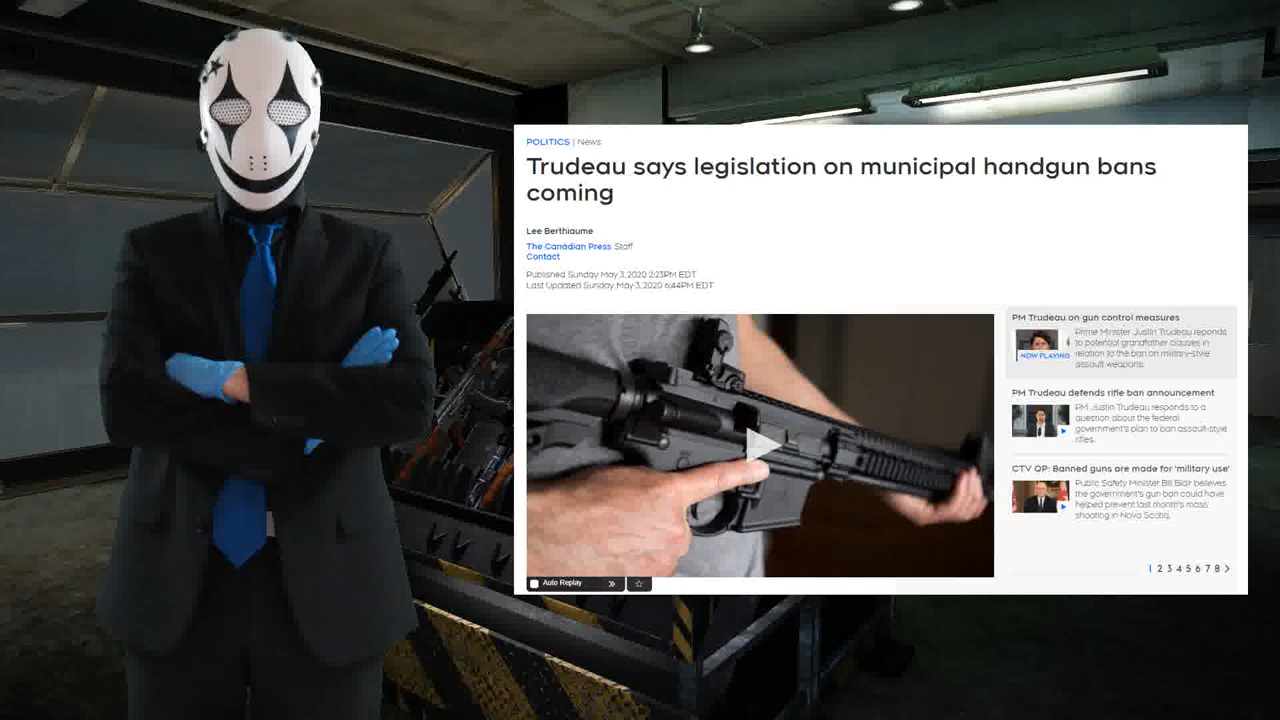 POLITICS | News
Trudeau says legislation on municipal handgun bans
coming
Lee Berthiaume
The Canadian Press Staff
Contact
Published Sunday, May 3, 2020 2:23PM EDT
Last Updated Sunday, May 3, 2020 6:44PM EDT
PM Trudeau on gun control measures
Prime Minister Justin Trudeau reponds
to potential grandfather clauses in
relation to the ban on military-style
assault weapons.
NOW PLAYING
PM Trudeau defends rifle ban announcement
PM Justin Trudeau responds to a
question about the federal
government's plan to ban assault-style
rifles.
CTV QP: Banned guns are made for 'military use'
Public Safety Minister Bill Blair believes
the government's gun ban could have
helped prevent last month's mass
shooting in Nova Scotia.
1 2 3 4 5 6 7 8 >
Auto Replay